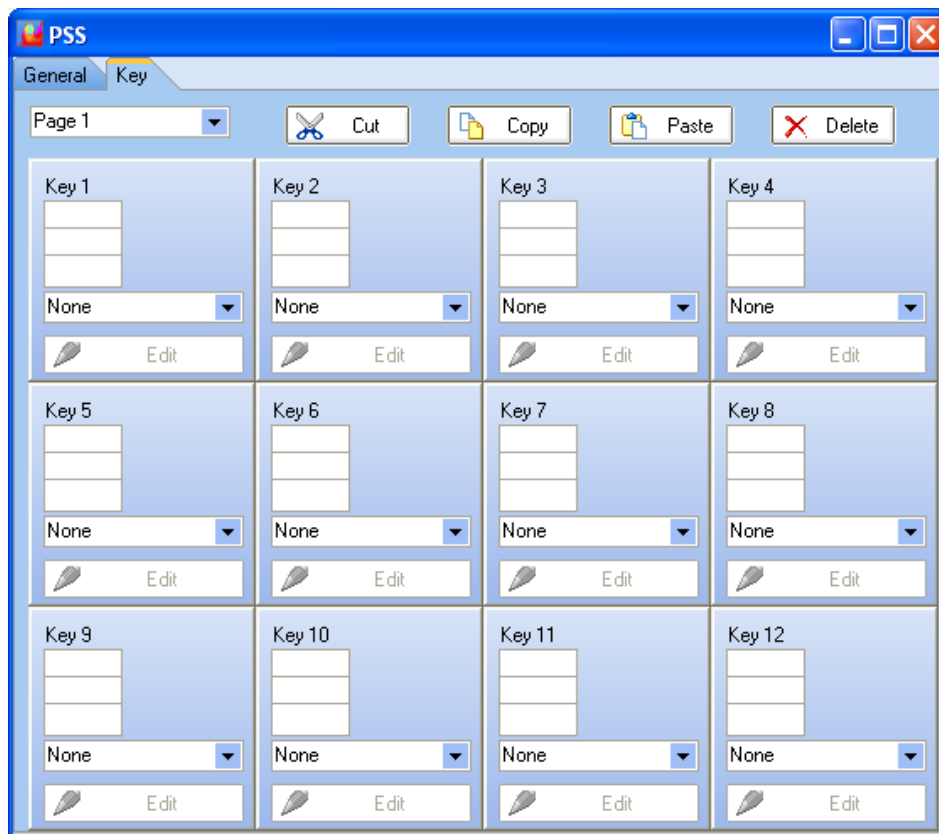 PSS
General Key
Page 1 Cut Copy Paste Delete
Key 1 Key 2 Key 3 Key 4
None None None None
Edit Edit Edit Edit
Key 5 Key 6 Key 7 Key 8
None None None None
Edit Edit Edit Edit
Key 9 Key 10 Key 11 Key 12
None None None None
Edit Edit Edit Edit